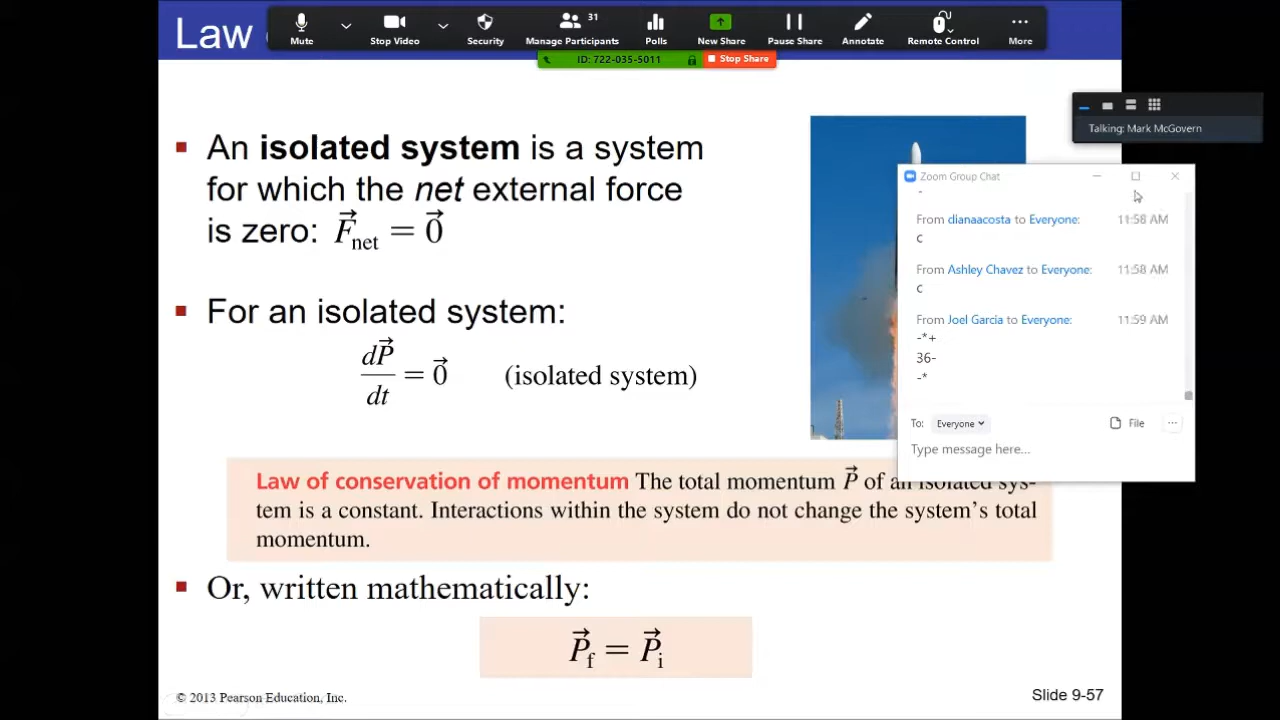 Law
Mute
Stop Video
Security
31
Manage Participants
Polls
New Share
Pause Share
Annotate
Remote Control
More
ID: 722-035-5011
Stop Share
Talking: Mark McGovern
An isolated system is a system
for which the net external force
is zero: F⃗net = 0⃗
For an isolated system:
dP⃗/dt = 0⃗ (isolated system)
Law of conservation of momentum The total momentum P⃗ of an isolated sys-
tem is a constant. Interactions within the system do not change the system's total
momentum.
Or, written mathematically:
P⃗f = P⃗i
© 2013 Pearson Education, Inc.
Slide 9-57
Zoom Group Chat
From dianaacosta to Everyone: 11:58 AM
c
From Ashley Chavez to Everyone: 11:58 AM
c
From Joel Garcia to Everyone: 11:59 AM
-*+
36-
-*
To: Everyone
File
Type message here...